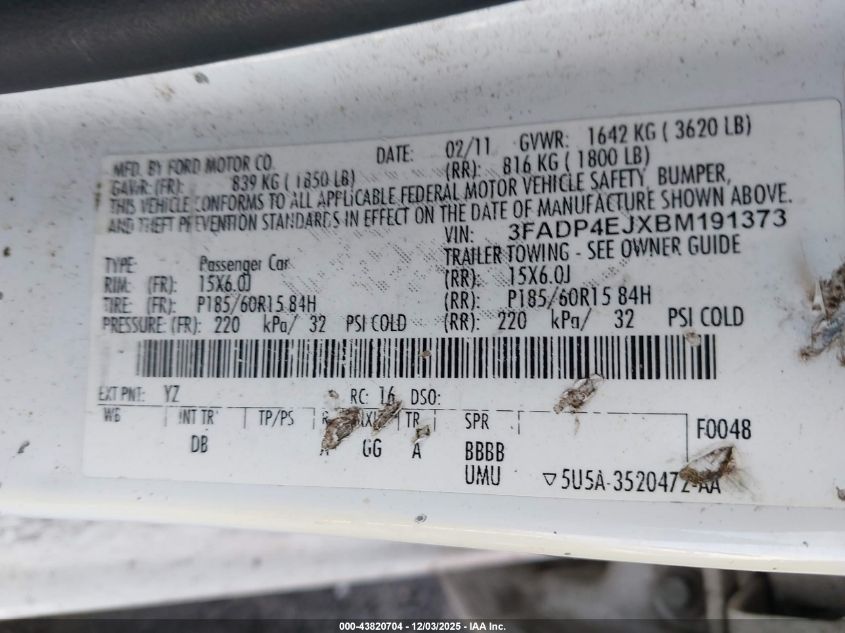 MFD. BY FORD MOTOR CO. DATE: 02/11 GVWR: 1642 KG ( 3620 LB)
GAWR: (FR): 839 KG ( 1850 LB) (RR): 816 KG ( 1800 LB)
THIS VEHICLE CONFORMS TO ALL APPLICABLE FEDERAL MOTOR VEHICLE SAFETY, BUMPER,
AND THEFT PREVENTION STANDARDS IN EFFECT ON THE DATE OF MANUFACTURE SHOWN ABOVE.
VIN: 3FADP4EJXBM191373
TYPE: Passenger Car TRAILER TOWING - SEE OWNER GUIDE
RIM: (FR): 15X6.0J (RR): 15X6.0J
TIRE: (FR): P185/60R15 84H (RR): P185/60R15 84H
PRESSURE: (FR): 220 kPa/ 32 PSI COLD (RR): 220 kPa/ 32 PSI COLD
EXT PNT: YZ RC: 16 DSO:
WB INT TR TP/PS R AXLE TR SPR F0048
DB GG A BBBB
UMU ▽5U5A-3520472-AA
000-43820704 - 12/03/2025 - IAA Inc.